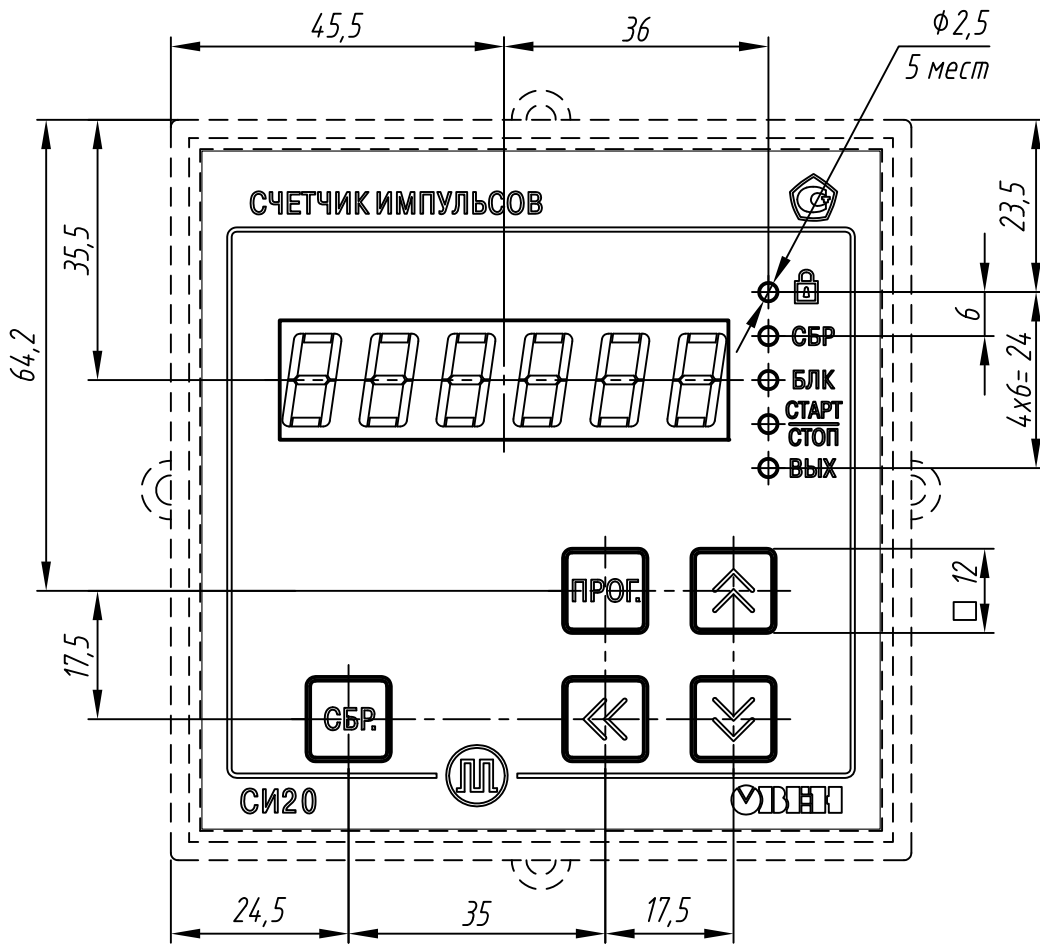 45,5
36
ϕ2,5
5 мест
23,5
35,5
СЧЕТЧИК ИМПУЛЬСОВ
64,2
6
СБР
БЛК
4х6=24
СТАРТ
СТОП
ВЫХ
ПРОГ.
□ 12
17,5
СБР.
СИ20
ОВЕН
24,5
35
17,5